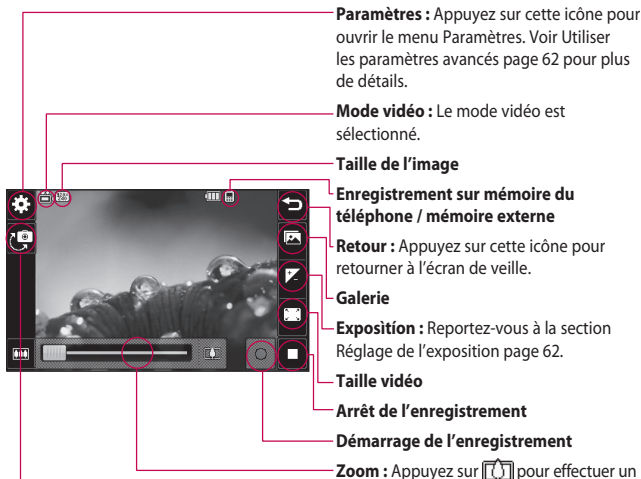 Paramètres : Appuyez sur cette icône pour
ouvrir le menu Paramètres. Voir Utiliser
les paramètres avancés page 62 pour plus
de détails.
Mode vidéo : Le mode vidéo est
sélectionné.
Taille de l'image
Enregistrement sur mémoire du
téléphone / mémoire externe
Retour : Appuyez sur cette icône pour
retourner à l'écran de veille.
Galerie
Exposìtíon : Reportez-vous à la section
Réglage de l'exposition page 62.
Taille vidéo
Arrêt de l'enregistrement
Démarrage de l'enregistrement
Zoom : Appuyez sur pour effectuer un